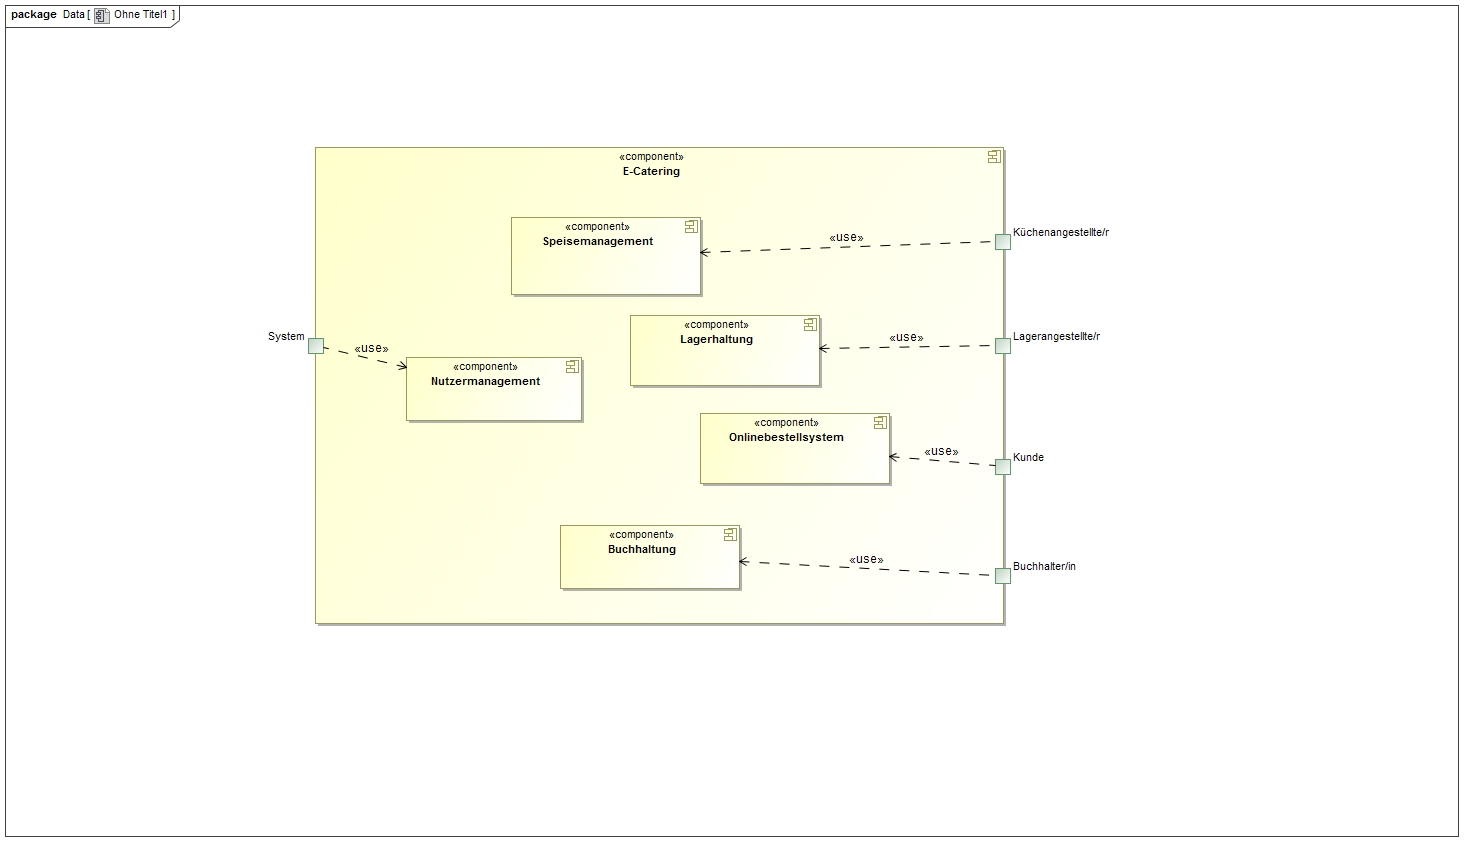 package Data [ Ohne Titel1 ]
«component»
E-Catering
«component»
Speisemanagement
«use»
Küchenangestellte/r
«component»
Lagerhaltung
«use»
Lagerangestellte/r
System
«use»
«component»
Nutzermanagement
«component»
Onlinebestellsystem
«use»
Kunde
«component»
Buchhaltung
«use»
Buchhalter/in